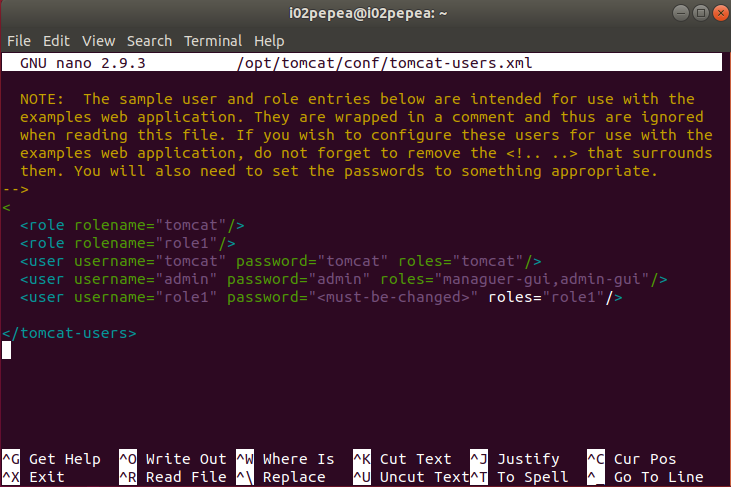 i02pepea@i02pepea: ~
File Edit View Search Terminal Help
GNU nano 2.9.3 /opt/tomcat/conf/tomcat-users.xml
NOTE:  The sample user and role entries below are intended for use with the
examples web application. They are wrapped in a comment and thus are ignored
when reading this file. If you wish to configure these users for use with the
examples web application, do not forget to remove the <!.. ..> that surrounds
them. You will also need to set the passwords to something appropriate.
-->
<
<role rolename="tomcat"/>
<role rolename="role1"/>
<user username="tomcat" password="tomcat" roles="tomcat"/>
<user username="admin" password="admin" roles="managuer-gui,admin-gui"/>
<user username="role1" password="<must-be-changed>" roles="role1"/>
</tomcat-users>
^G Get Help ^O Write Out ^W Where Is ^K Cut Text ^J Justify ^C Cur Pos
^X Exit ^R Read File ^\ Replace ^U Uncut Text ^T To Spell ^_ Go To Line